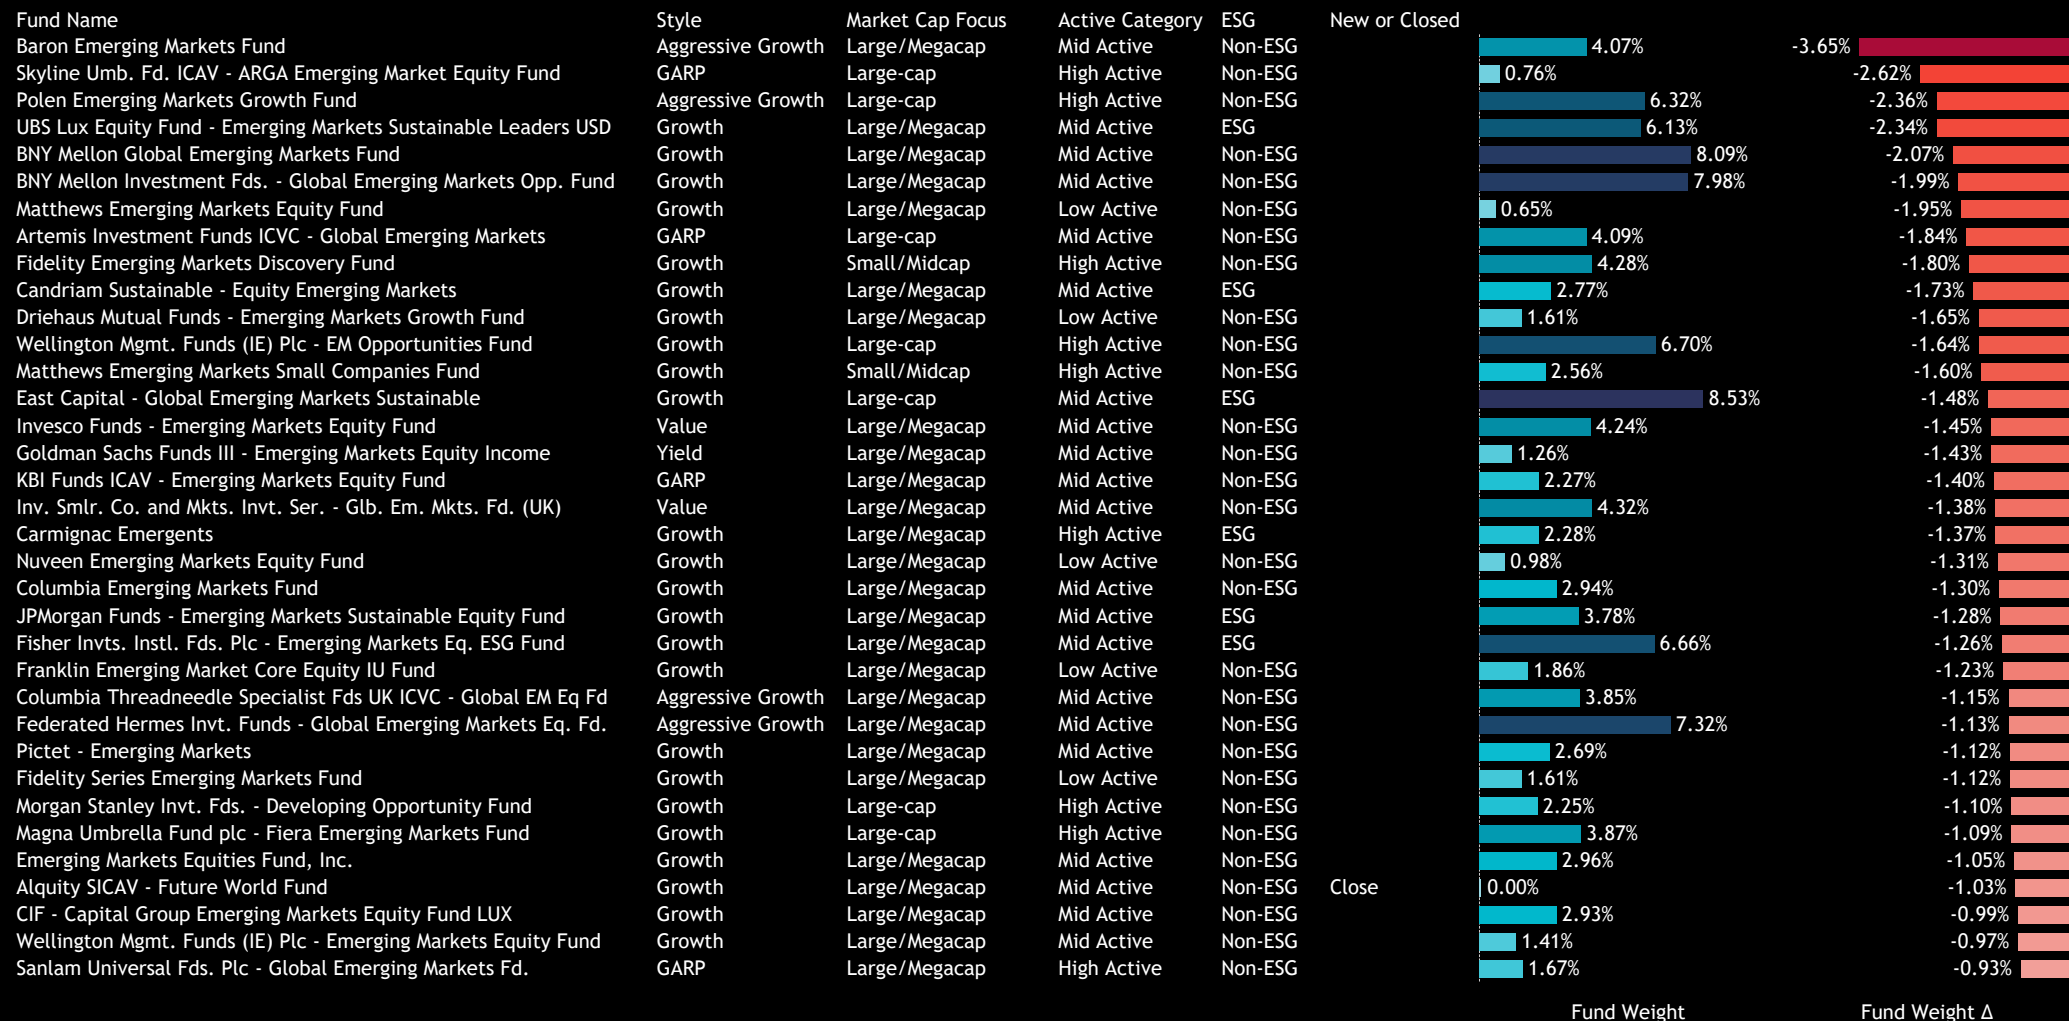 Fund Name Style Market Cap Focus Active Category ESG New or Closed
Baron Emerging Markets Fund Aggressive Growth Large/Megacap Mid Active Non-ESG 4.07% -3.65%
Skyline Umb. Fd. ICAV - ARGA Emerging Market Equity Fund GARP Large-cap High Active Non-ESG 0.76% -2.62%
Polen Emerging Markets Growth Fund Aggressive Growth Large-cap High Active Non-ESG 6.32% -2.36%
UBS Lux Equity Fund - Emerging Markets Sustainable Leaders USD Growth Large/Megacap Mid Active ESG 6.13% -2.34%
BNY Mellon Global Emerging Markets Fund Growth Large/Megacap Mid Active Non-ESG 8.09% -2.07%
BNY Mellon Investment Fds. - Global Emerging Markets Opp. Fund Growth Large/Megacap Mid Active Non-ESG 7.98% -1.99%
Matthews Emerging Markets Equity Fund Growth Large/Megacap Low Active Non-ESG 0.65% -1.95%
Artemis Investment Funds ICVC - Global Emerging Markets GARP Large-cap Mid Active Non-ESG 4.09% -1.84%
Fidelity Emerging Markets Discovery Fund Growth Small/Midcap High Active Non-ESG 4.28% -1.80%
Candriam Sustainable - Equity Emerging Markets Growth Large/Megacap Mid Active ESG 2.77% -1.73%
Driehaus Mutual Funds - Emerging Markets Growth Fund Growth Large/Megacap Low Active Non-ESG 1.61% -1.65%
Wellington Mgmt. Funds (IE) Plc - EM Opportunities Fund Growth Large-cap High Active Non-ESG 6.70% -1.64%
Matthews Emerging Markets Small Companies Fund Growth Small/Midcap High Active Non-ESG 2.56% -1.60%
East Capital - Global Emerging Markets Sustainable Growth Large-cap Mid Active ESG 8.53% -1.48%
Invesco Funds - Emerging Markets Equity Fund Value Large/Megacap Mid Active Non-ESG 4.24% -1.45%
Goldman Sachs Funds III - Emerging Markets Equity Income Yield Large/Megacap Mid Active Non-ESG 1.26% -1.43%
KBI Funds ICAV - Emerging Markets Equity Fund GARP Large/Megacap Mid Active Non-ESG 2.27% -1.40%
Inv. Smlr. Co. and Mkts. Invt. Ser. - Glb. Em. Mkts. Fd. (UK) Value Large/Megacap Mid Active Non-ESG 4.32% -1.38%
Carmignac Emergents Growth Large/Megacap High Active ESG 2.28% -1.37%
Nuveen Emerging Markets Equity Fund Growth Large/Megacap Low Active Non-ESG 0.98% -1.31%
Columbia Emerging Markets Fund Growth Large/Megacap Mid Active Non-ESG 2.94% -1.30%
JPMorgan Funds - Emerging Markets Sustainable Equity Fund Growth Large/Megacap Mid Active ESG 3.78% -1.28%
Fisher Invts. Instl. Fds. Plc - Emerging Markets Eq. ESG Fund Growth Large/Megacap Mid Active ESG 6.66% -1.26%
Franklin Emerging Market Core Equity IU Fund Growth Large/Megacap Low Active Non-ESG 1.86% -1.23%
Columbia Threadneedle Specialist Fds UK ICVC - Global EM Eq Fd Aggressive Growth Large/Megacap Mid Active Non-ESG 3.85% -1.15%
Federated Hermes Invt. Funds - Global Emerging Markets Eq. Fd. Aggressive Growth Large/Megacap Mid Active Non-ESG 7.32% -1.13%
Pictet - Emerging Markets Growth Large/Megacap Mid Active Non-ESG 2.69% -1.12%
Fidelity Series Emerging Markets Fund Growth Large/Megacap Low Active Non-ESG 1.61% -1.12%
Morgan Stanley Invt. Fds. - Developing Opportunity Fund Growth Large-cap High Active Non-ESG 2.25% -1.10%
Magna Umbrella Fund plc - Fiera Emerging Markets Fund Growth Large-cap High Active Non-ESG 3.87% -1.09%
Emerging Markets Equities Fund, Inc. Growth Large/Megacap Mid Active Non-ESG 2.96% -1.05%
Alquity SICAV - Future World Fund Growth Large/Megacap Mid Active Non-ESG Close 0.00% -1.03%
CIF - Capital Group Emerging Markets Equity Fund LUX Growth Large/Megacap Mid Active Non-ESG 2.93% -0.99%
Wellington Mgmt. Funds (IE) Plc - Emerging Markets Equity Fund Growth Large/Megacap Mid Active Non-ESG 1.41% -0.97%
Sanlam Universal Fds. Plc - Global Emerging Markets Fd. GARP Large/Megacap High Active Non-ESG 1.67% -0.93%
Fund Weight Fund Weight Δ